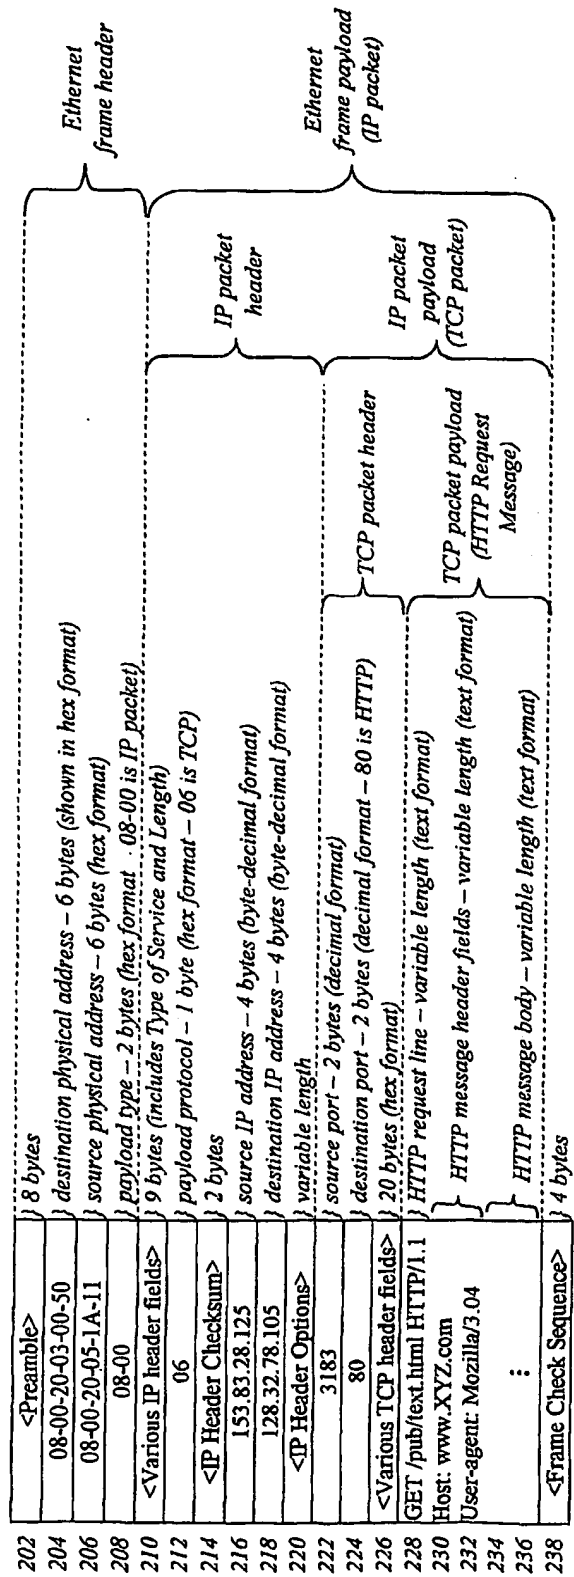 202 <Preamble> } 8 bytes
204 08-00-20-03-00-50 } destination physical address – 6 bytes (shown in hex format)
206 08-00-20-05-1A-11 } source physical address – 6 bytes (hex format)
208 08-00 } payload type – 2 bytes (hex format - 08-00 is IP packet)
Ethernet
frame header
210 <Various IP header fields> } 9 bytes (includes Type of Service and Length)
212 06 } payload protocol – 1 byte (hex format – 06 is TCP)
214 <IP Header Checksum> } 2 bytes
216 153.83.28.125 } source IP address – 4 bytes (byte-decimal format)
218 128.32.78.105 } destination IP address – 4 bytes (byte-decimal format)
220 <IP Header Options> } variable length
IP packet
header
222 3183 } source port – 2 bytes (decimal format)
224 80 } destination port – 2 bytes (decimal format – 80 is HTTP)
226 <Various TCP header fields> } 20 bytes (hex format)
TCP packet header
228 GET /pub/text.html HTTP/1.1 } HTTP request line – variable length (text format)
230 Host: www.XYZ.com
232 User-agent: Mozilla/3.04
HTTP message header fields – variable length (text format)
234
236 ⋮
HTTP message body – variable length (text format)
TCP packet payload
(HTTP Request
Message)
IP packet
payload
(TCP packet)
Ethernet
frame payload
(IP packet)
238 <Frame Check Sequence> } 4 bytes